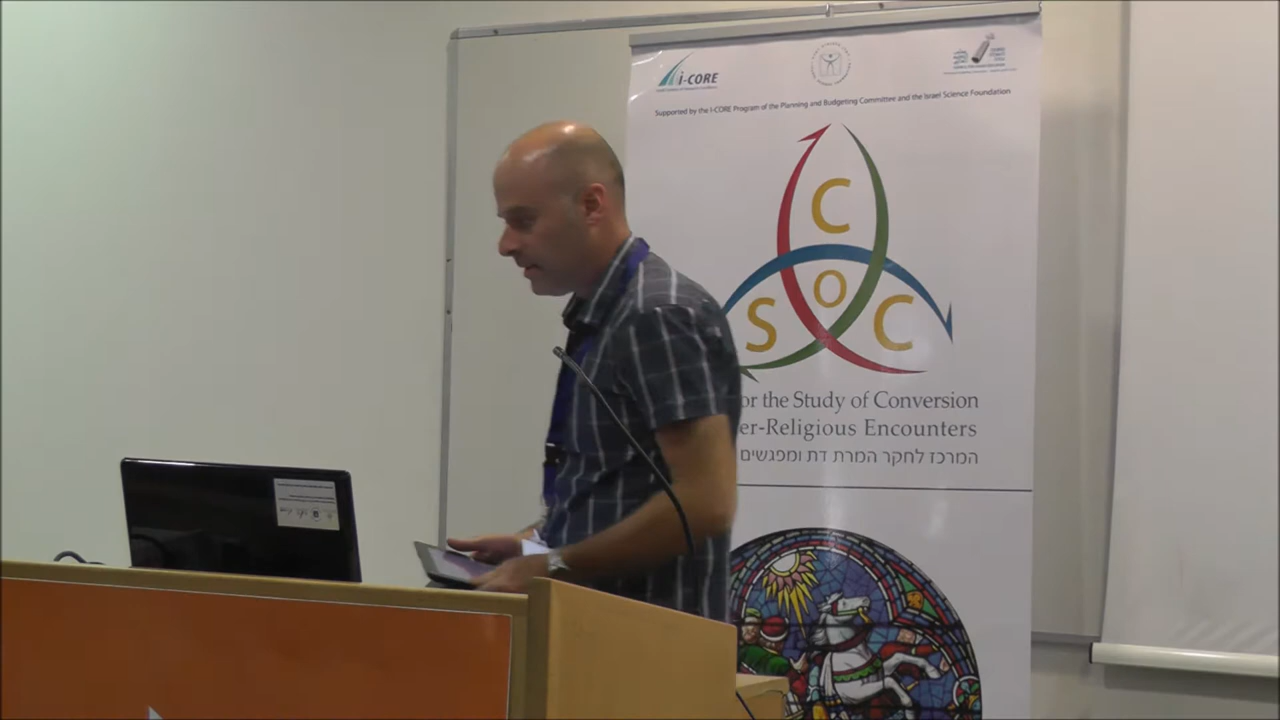 i-CORE
Supported by the I-CORE Program of the Planning and Budgeting Committee and the Israel Science Foundation
C
S O C
or the Study of Conversion
er-Religious Encounters
המרכז לחקר המרת דת ומפגשים